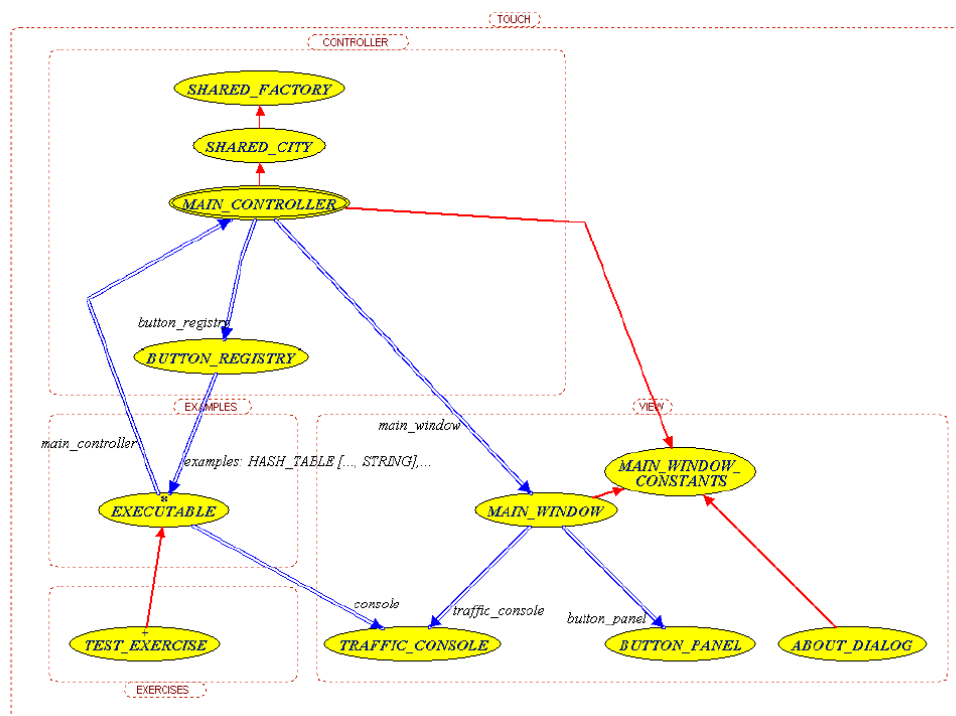 TOUCH
CONTROLLER
SHARED_FACTORY
SHARED_CITY
MAIN_CONTROLLER
button_registry
BUTTON_REGISTRY
EXAMPLES
VIEW
main_window
main_controller
examples: HASH_TABLE [..., STRING],...
MAIN_WINDOW_
CONSTANTS
*
EXECUTABLE
MAIN_WINDOW
console
traffic_console
button_panel
+
TEST_EXERCISE
TRAFFIC_CONSOLE
BUTTON_PANEL
ABOUT_DIALOG
EXERCISES